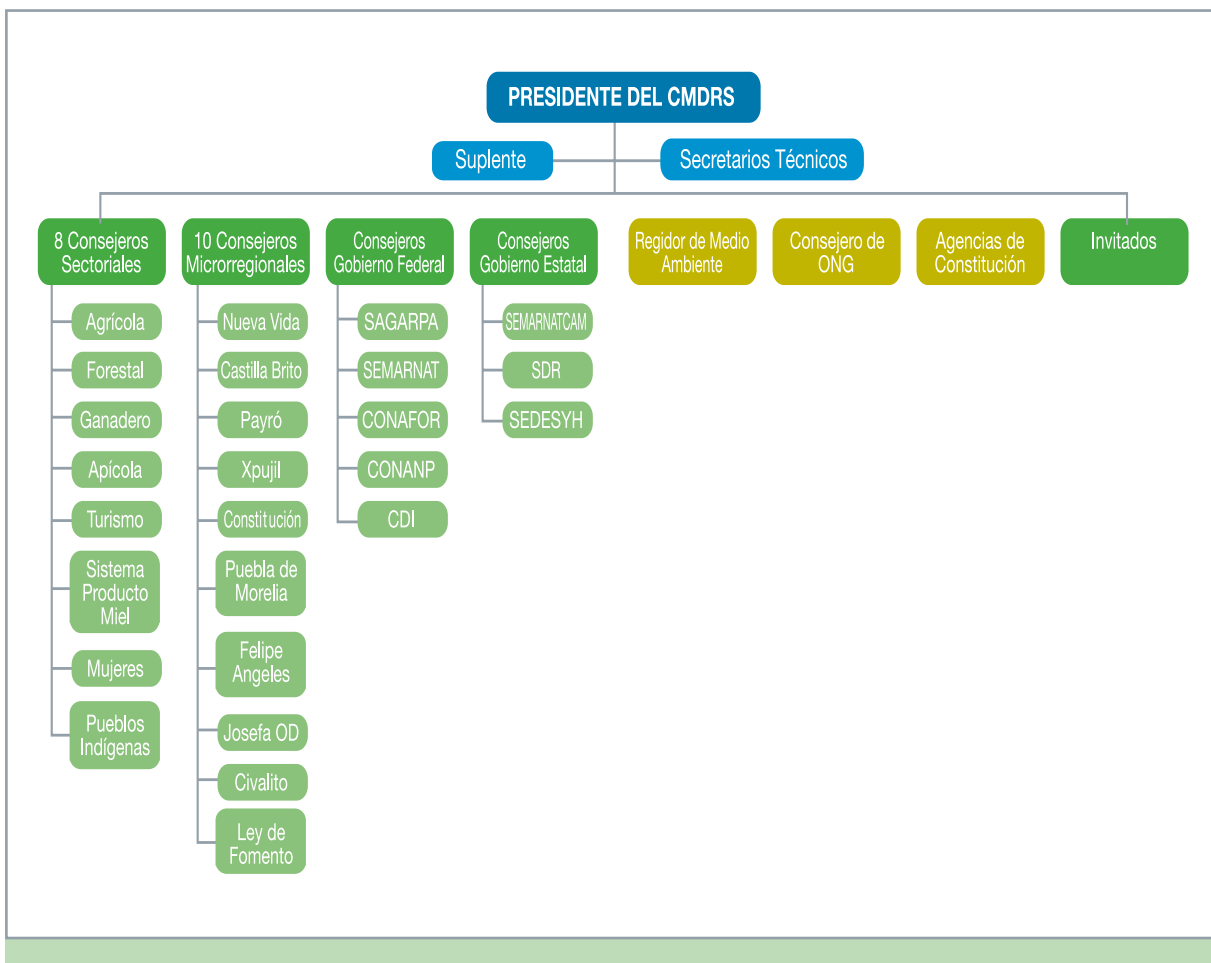 PRESIDENTE DEL CMDRS
Suplente
Secretarios Técnicos
8 Consejeros
Sectoriales
Agrícola
Forestal
Ganadero
Apícola
Turismo
Sistema
Producto
Miel
Mujeres
Pueblos
Indígenas
10 Consejeros
Microrregionales
Nueva Vida
Castilla Brito
Payró
Xpujil
Constitución
Puebla de
Morelia
Felipe
Angeles
Josefa OD
Civalito
Ley de
Fomento
Consejeros
Gobierno Federal
SAGARPA
SEMARNAT
CONAFOR
CONANP
CDI
Consejeros
Gobierno Estatal
SEMARNATCAM
SDR
SEDESYH
Regidor de Medio
Ambiente
Consejero de
ONG
Agencias de
Constitución
Invitados